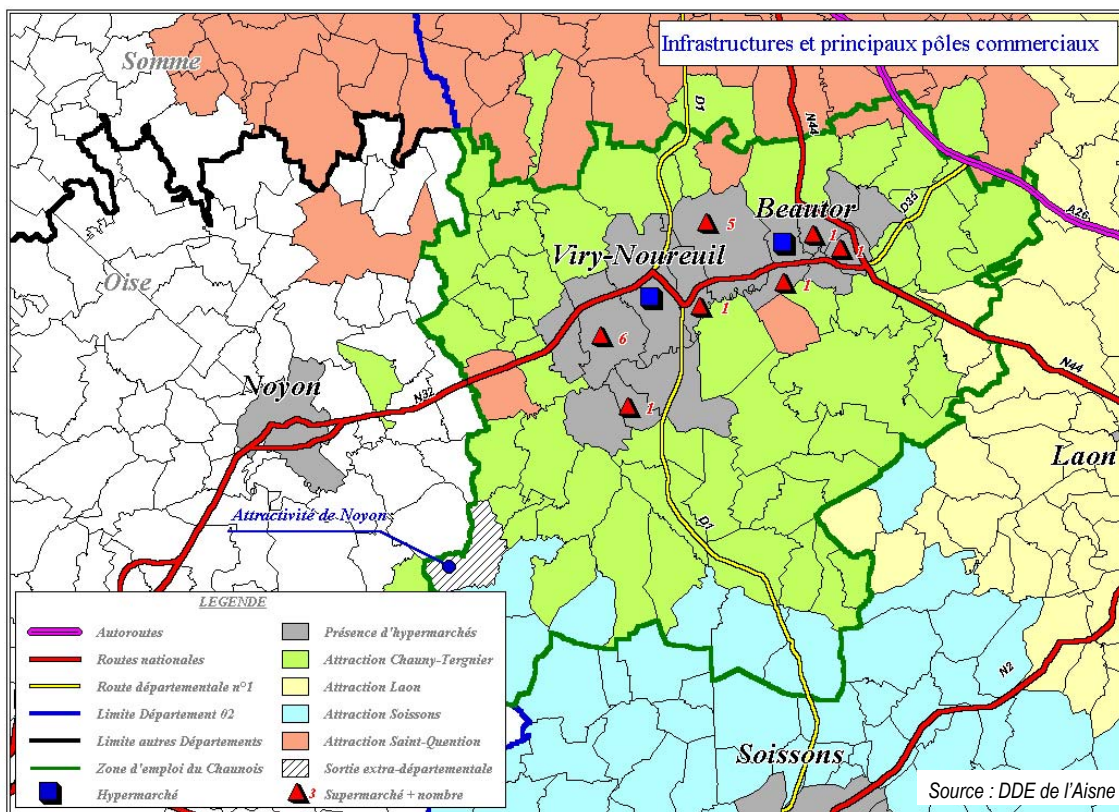 Infrastructures et principaux pôles commerciaux
Somme
D1
N44
A26
D35
Beautor
5
1
1
Viry-Noureuil
Oise
1
1
6
N44
Noyon
N32
1
Laon
Attractivité de Noyon
D1
LEGENDE
Autoroutes
Routes nationales
Route départementale n°1
Limite Département 02
Limite autres Départements
Zone d'emploi du Chaunois
Hypermarché
Présence d'hypermarchés
Attraction Chauny-Tergnier
Attraction Laon
Attraction Soissons
Attraction Saint-Quention
Sortie extra-départementale
3 Supermarché + nombre
N2
Soissons
Source : DDE de l'Aisne